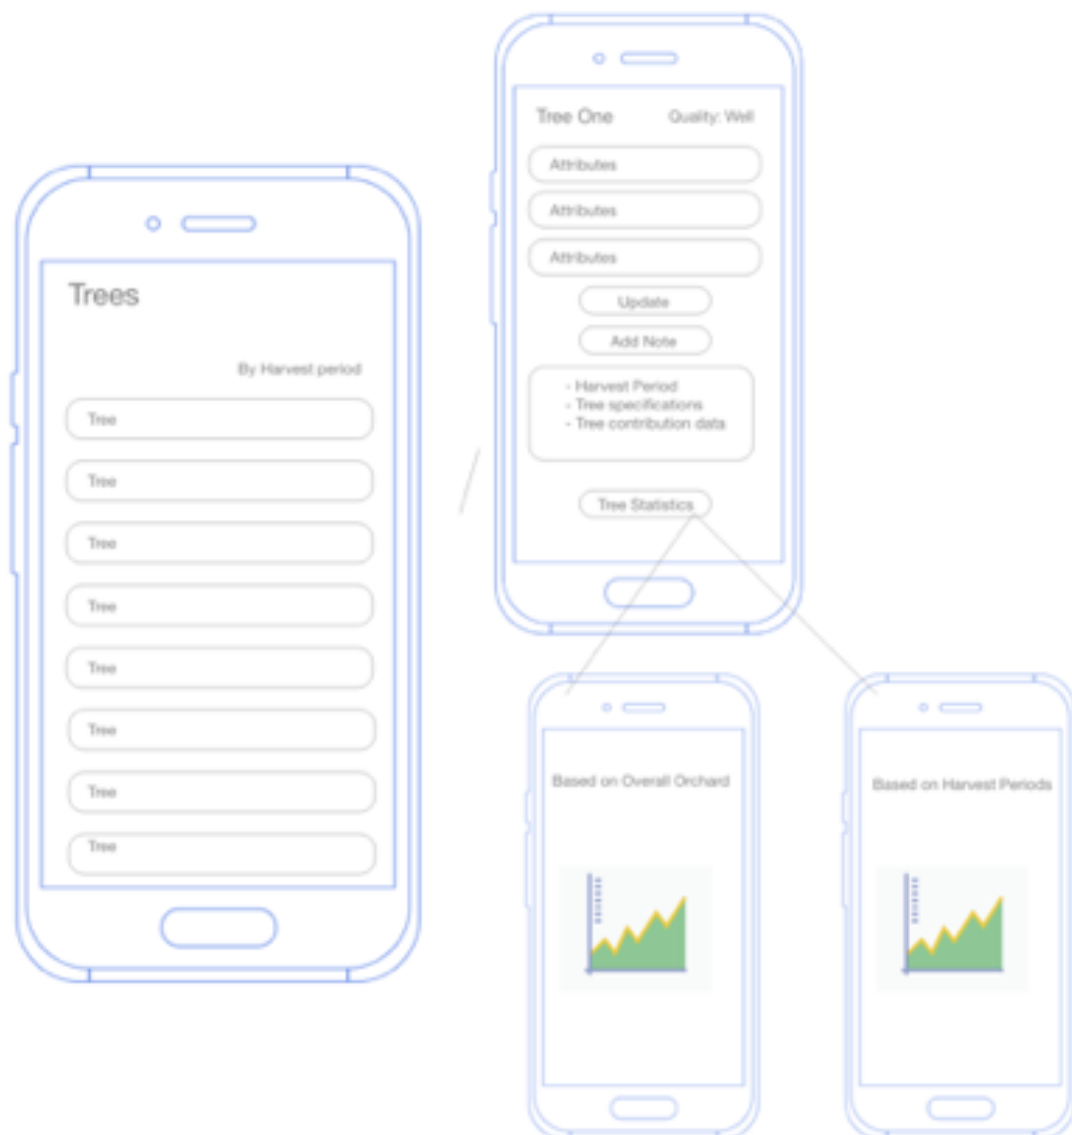 Trees
By Harvest period
Tree
Tree
Tree
Tree
Tree
Tree
Tree
Tree
Tree One
Quality: Well
Attributes
Attributes
Attributes
Update
Add Note
- Harvest Period
- Tree specifications
- Tree contribution data
Tree Statistics
Based on Overall Orchard
Based on Harvest Periods